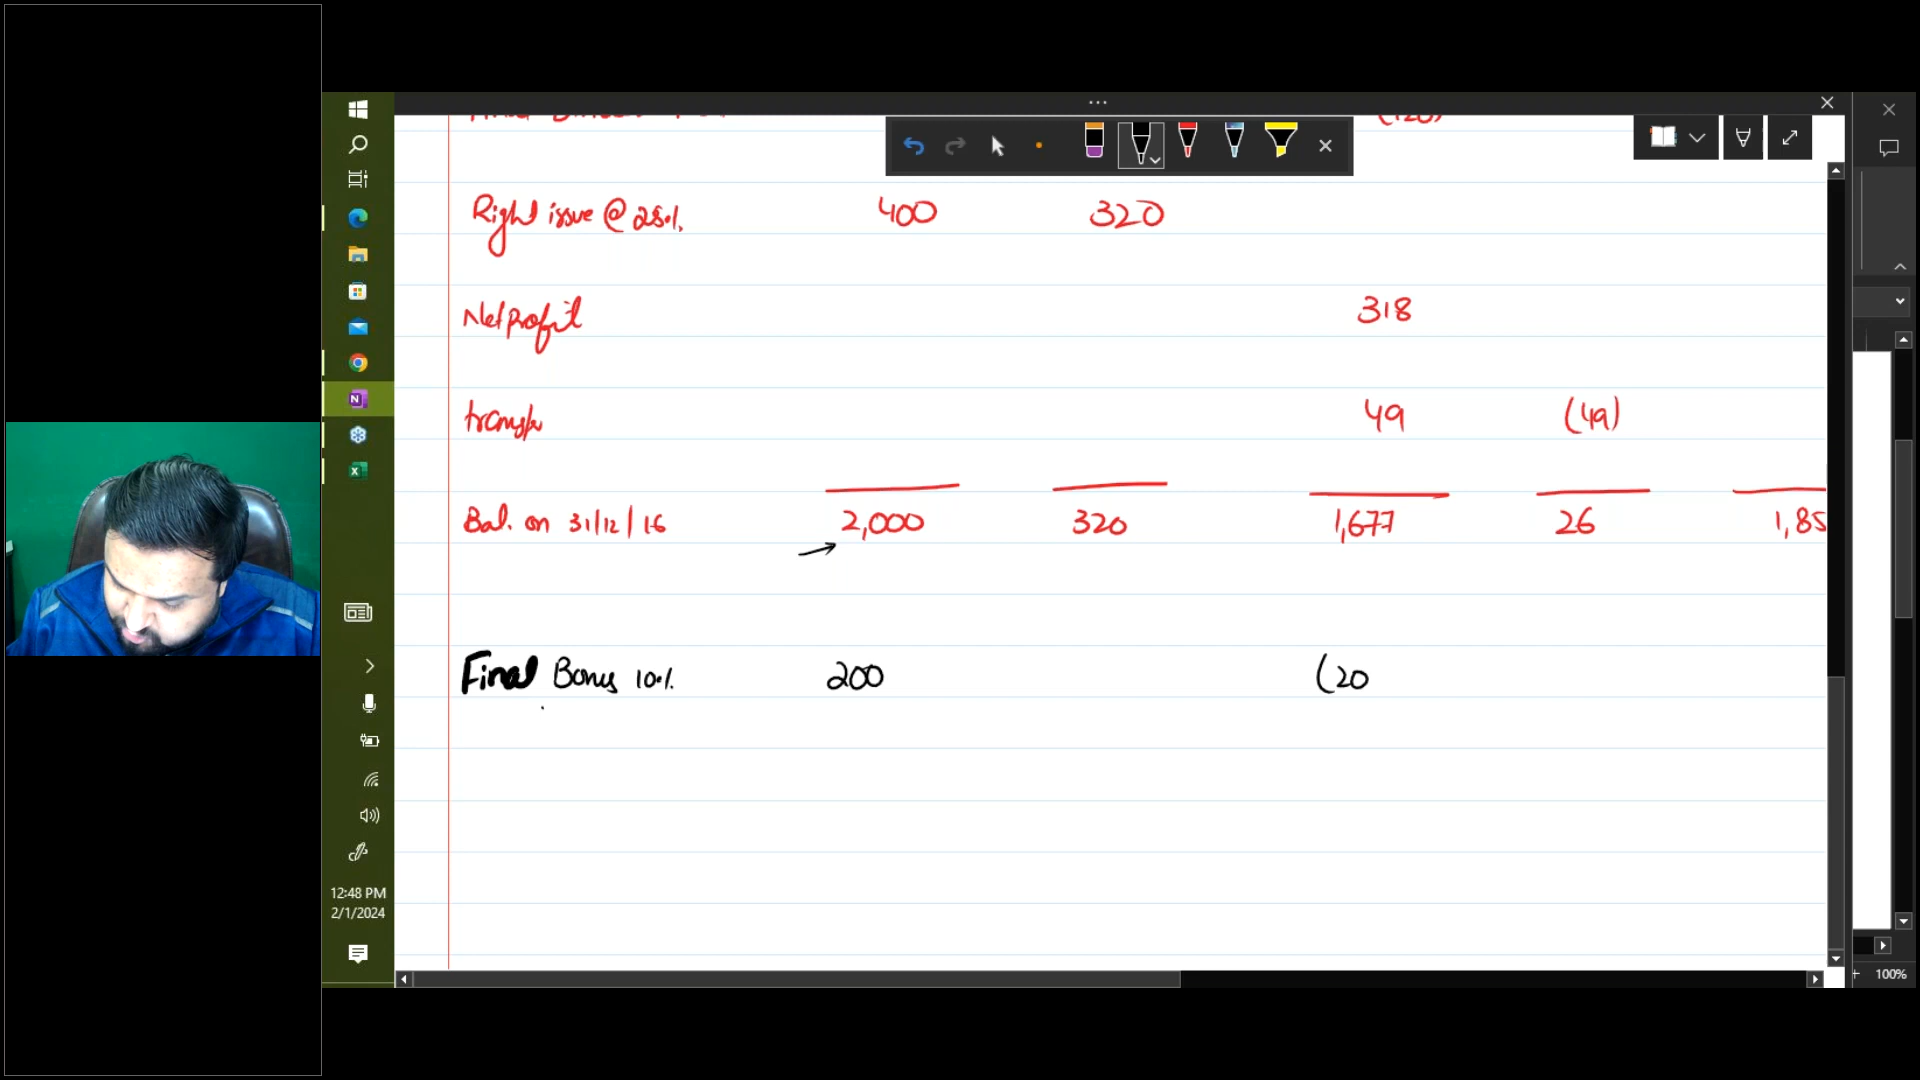 (120)
Right issue @ 25% 400 320
Net profit 318
transfer 49 (49)
Bal. on 31/12/16 2,000 320 1,677 26 1,85
Final Bonus 10% 200 (20
12:48 PM
2/1/2024
100%